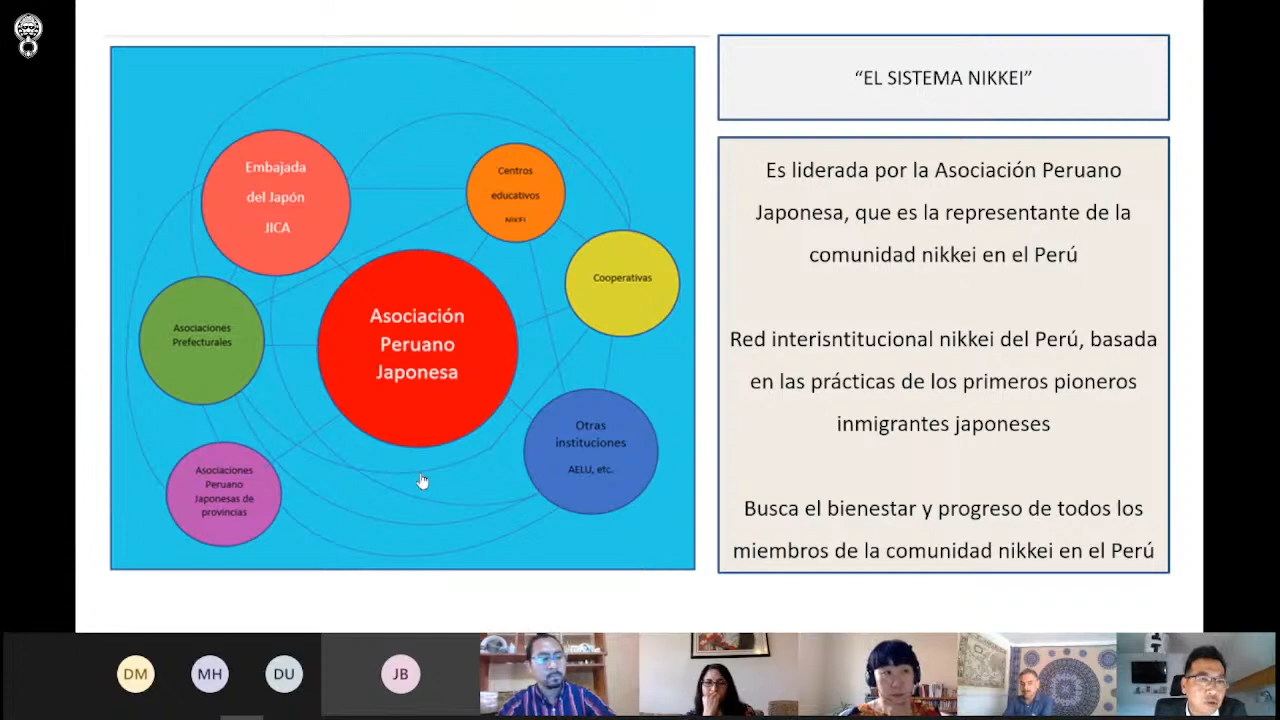 “EL SISTEMA NIKKEI”
Embajada
del Japón
JICA
Centros
educativos
NIKEI
Cooperativas
Asociación
Peruano
Japonesa
Asociaciones
Prefecturales
Otras
instituciones
AELU, etc.
Asociaciones
Peruano
Japonesas de
provincias
Es liderada por la Asociación Peruano
Japonesa, que es la representante de la
comunidad nikkei en el Perú
Red interisntitucional nikkei del Perú, basada
en las prácticas de los primeros pioneros
inmigrantes japoneses
Busca el bienestar y progreso de todos los
miembros de la comunidad nikkei en el Perú
DM
MH
DU
JB